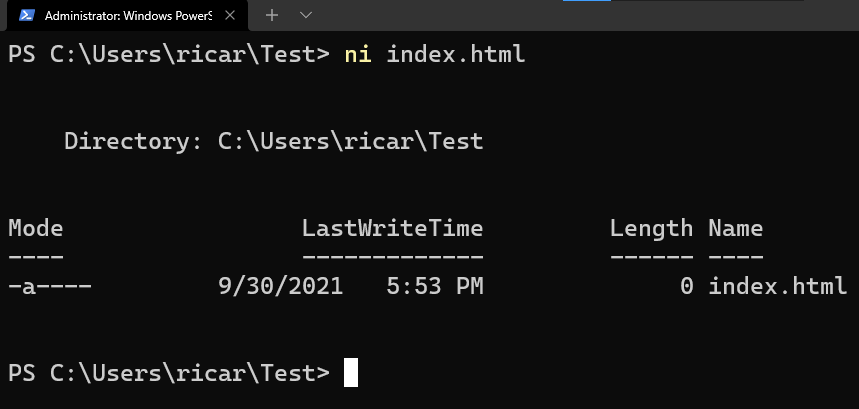 Administrator: Windows PowerS
PS C:\Users\ricar\Test> ni index.html
Directory: C:\Users\ricar\Test
Mode LastWriteTime Length Name
---- ------------- ------ ----
-a---- 9/30/2021 5:53 PM 0 index.html
PS C:\Users\ricar\Test>